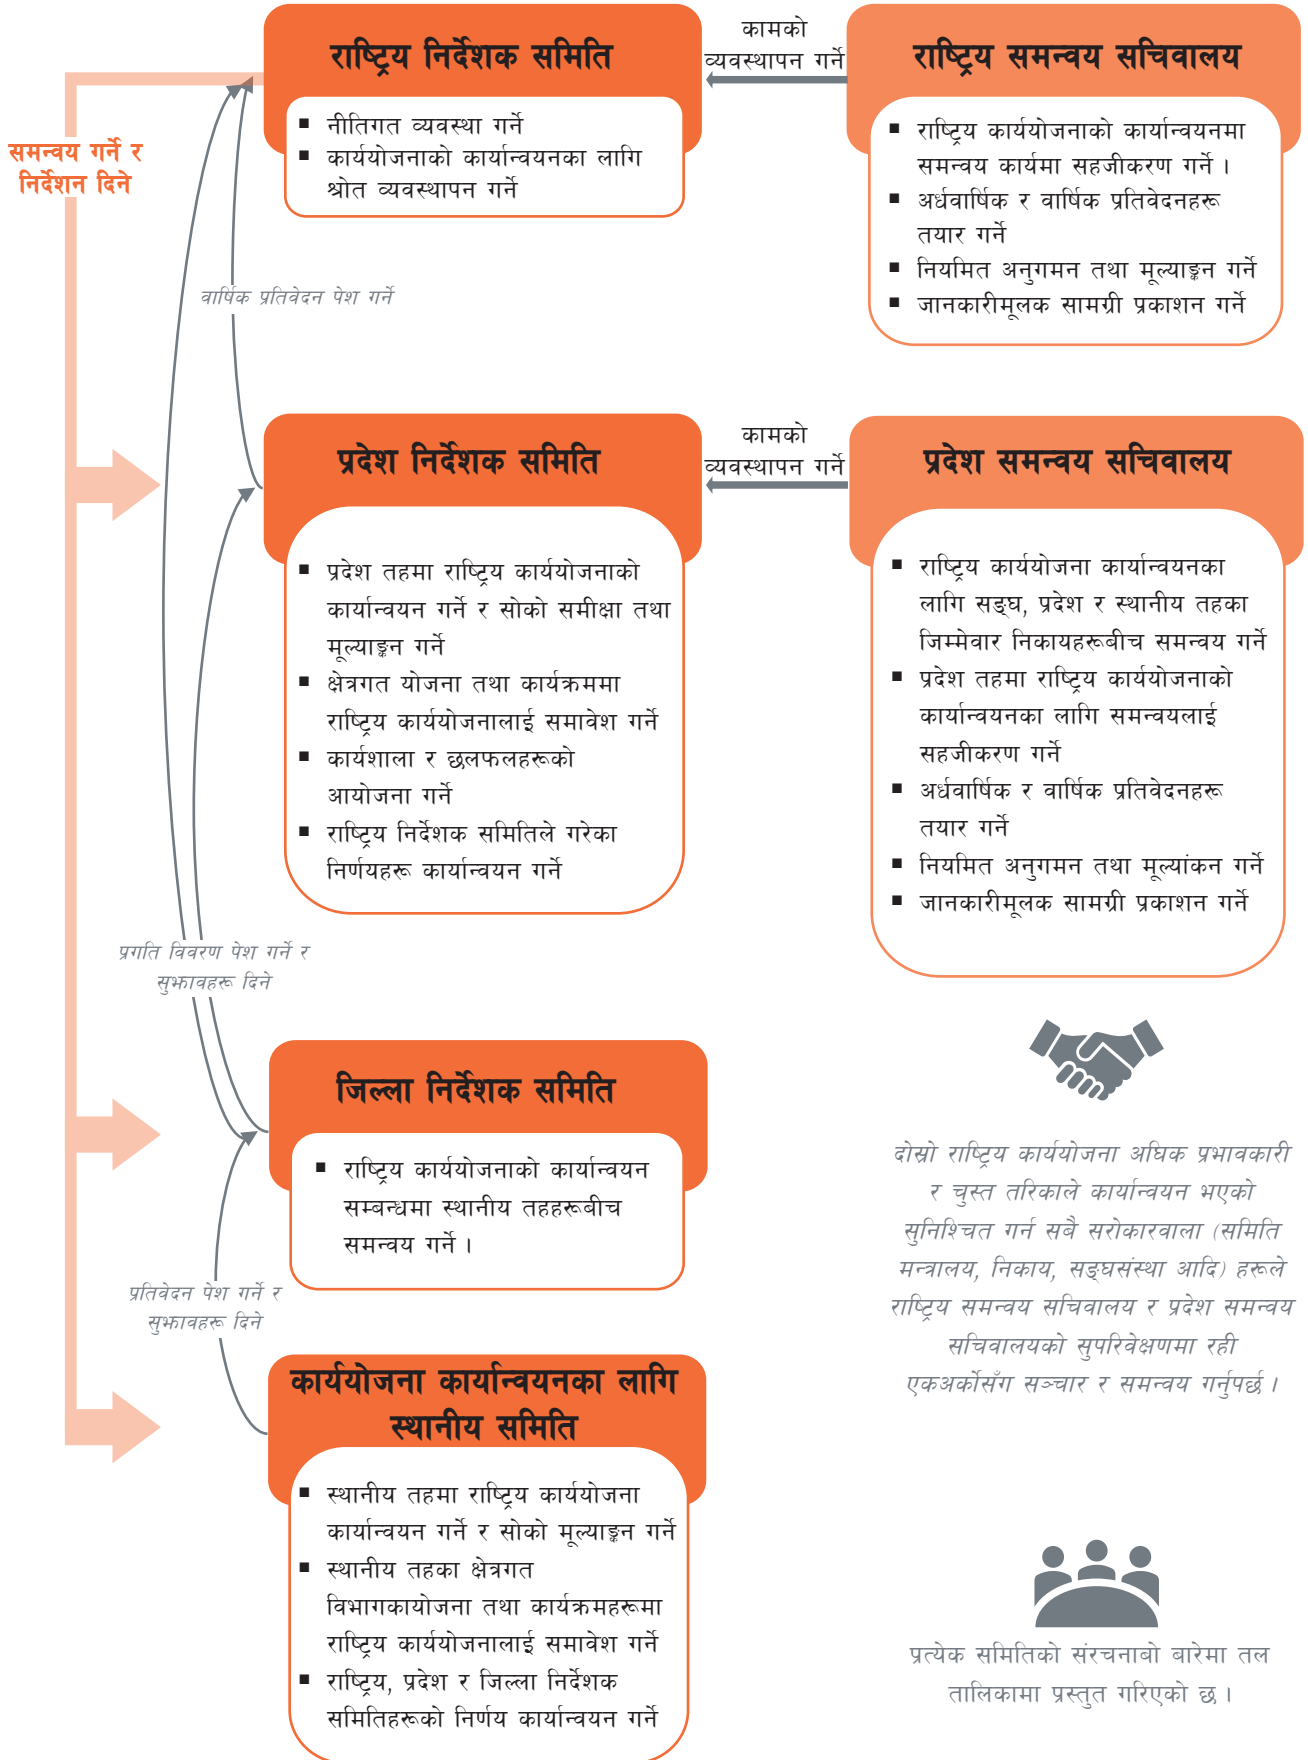 राष्ट्रिय निर्देशक समिति
नीतिगत व्यवस्था गर्ने
कार्ययोजनाको कार्यान्वयनका लागि
श्रोत व्यवस्थापन गर्ने
कामको
व्यवस्थापन गर्ने
राष्ट्रिय समन्वय सचिवालय
राष्ट्रिय कार्ययोजनाको कार्यान्वयनमा
समन्वय कार्यमा सहजीकरण गर्ने ।
अर्धवार्षिक र वार्षिक प्रतिवेदनहरू
तयार गर्ने
नियमित अनुगमन तथा मूल्याङ्कन गर्ने
जानकारीमूलक सामग्री प्रकाशन गर्ने
समन्वय गर्ने र
निर्देशन दिने
वार्षिक प्रतिवेदन पेश गर्ने
प्रदेश निर्देशक समिति
प्रदेश तहमा राष्ट्रिय कार्ययोजनाको
कार्यान्वयन गर्ने र सोको समीक्षा तथा
मूल्याङ्कन गर्ने
क्षेत्रगत योजना तथा कार्यक्रममा
राष्ट्रिय कार्ययोजनालाई समावेश गर्ने
कार्यशाला र छलफलहरूको
आयोजना गर्ने
राष्ट्रिय निर्देशक समितिले गरेका
निर्णयहरू कार्यान्वयन गर्ने
कामको
व्यवस्थापन गर्ने
प्रदेश समन्वय सचिवालय
राष्ट्रिय कार्ययोजना कार्यान्वयनका
लागि सङ्घ, प्रदेश र स्थानीय तहका
जिम्मेवार निकायहरूबीच समन्वय गर्ने
प्रदेश तहमा राष्ट्रिय कार्ययोजनाको
कार्यान्वयनका लागि समन्वयलाई
सहजीकरण गर्ने
अर्धवार्षिक र वार्षिक प्रतिवेदनहरू
तयार गर्ने
नियमित अनुगमन तथा मूल्यांकन गर्ने
जानकारीमूलक सामग्री प्रकाशन गर्ने
प्रगति विवरण पेश गर्ने र
सुझावहरू दिने
जिल्ला निर्देशक समिति
राष्ट्रिय कार्ययोजनाको कार्यान्वयन
सम्बन्धमा स्थानीय तहहरूबीच
समन्वय गर्ने ।
प्रतिवेदन पेश गर्ने र
सुझावहरू दिने
कार्ययोजना कार्यान्वयनका लागि
स्थानीय समिति
स्थानीय तहमा राष्ट्रिय कार्ययोजना
कार्यान्वयन गर्ने र सोको मूल्याङ्कन गर्ने
स्थानीय तहका क्षेत्रगत
विभागकायोजना तथा कार्यक्रमहरूमा
राष्ट्रिय कार्ययोजनालाई समावेश गर्ने
राष्ट्रिय, प्रदेश र जिल्ला निर्देशक
समितिहरूको निर्णय कार्यान्वयन गर्ने
दोस्रो राष्ट्रिय कार्ययोजना अधिक प्रभावकारी
र चुस्त तरिकाले कार्यान्वयन भएको
सुनिश्चित गर्न सबै सरोकारवाला (समिति
मन्त्रालय, निकाय, सङ्घसंस्था आदि) हरूले
राष्ट्रिय समन्वय सचिवालय र प्रदेश समन्वय
सचिवालयको सुपरिवेक्षणमा रही
एकअर्कोसँग सञ्चार र समन्वय गर्नुपर्छ ।
प्रत्येक समितिको संरचनाबो बारेमा तल
तालिकामा प्रस्तुत गरिएको छ ।